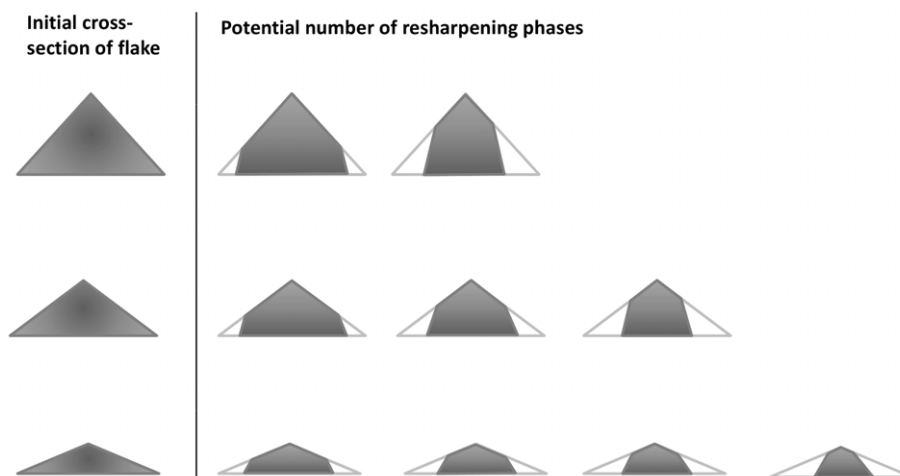 Initial cross-
section of flake
Potential number of resharpening phases